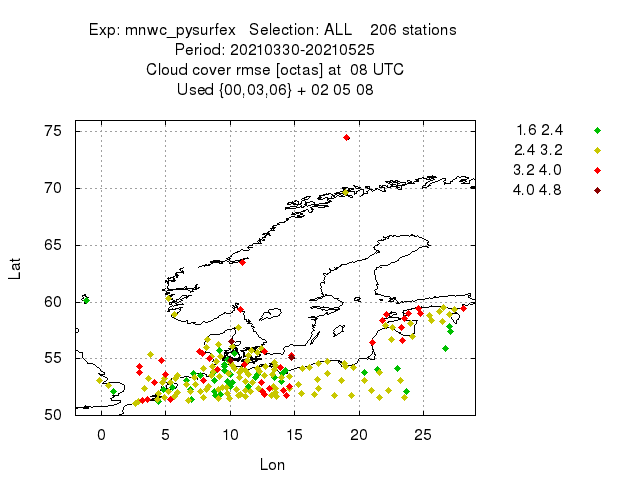 Exp: mnwc_pysurfex   Selection: ALL    206 stations
Period: 20210330-20210525
Cloud cover rmse [octas] at  08 UTC
Used {00,03,06} + 02 05 08
75
70
65
60
55
50
Lat
0 5 10 15 20 25
Lon
1.6 2.4
2.4 3.2
3.2 4.0
4.0 4.8